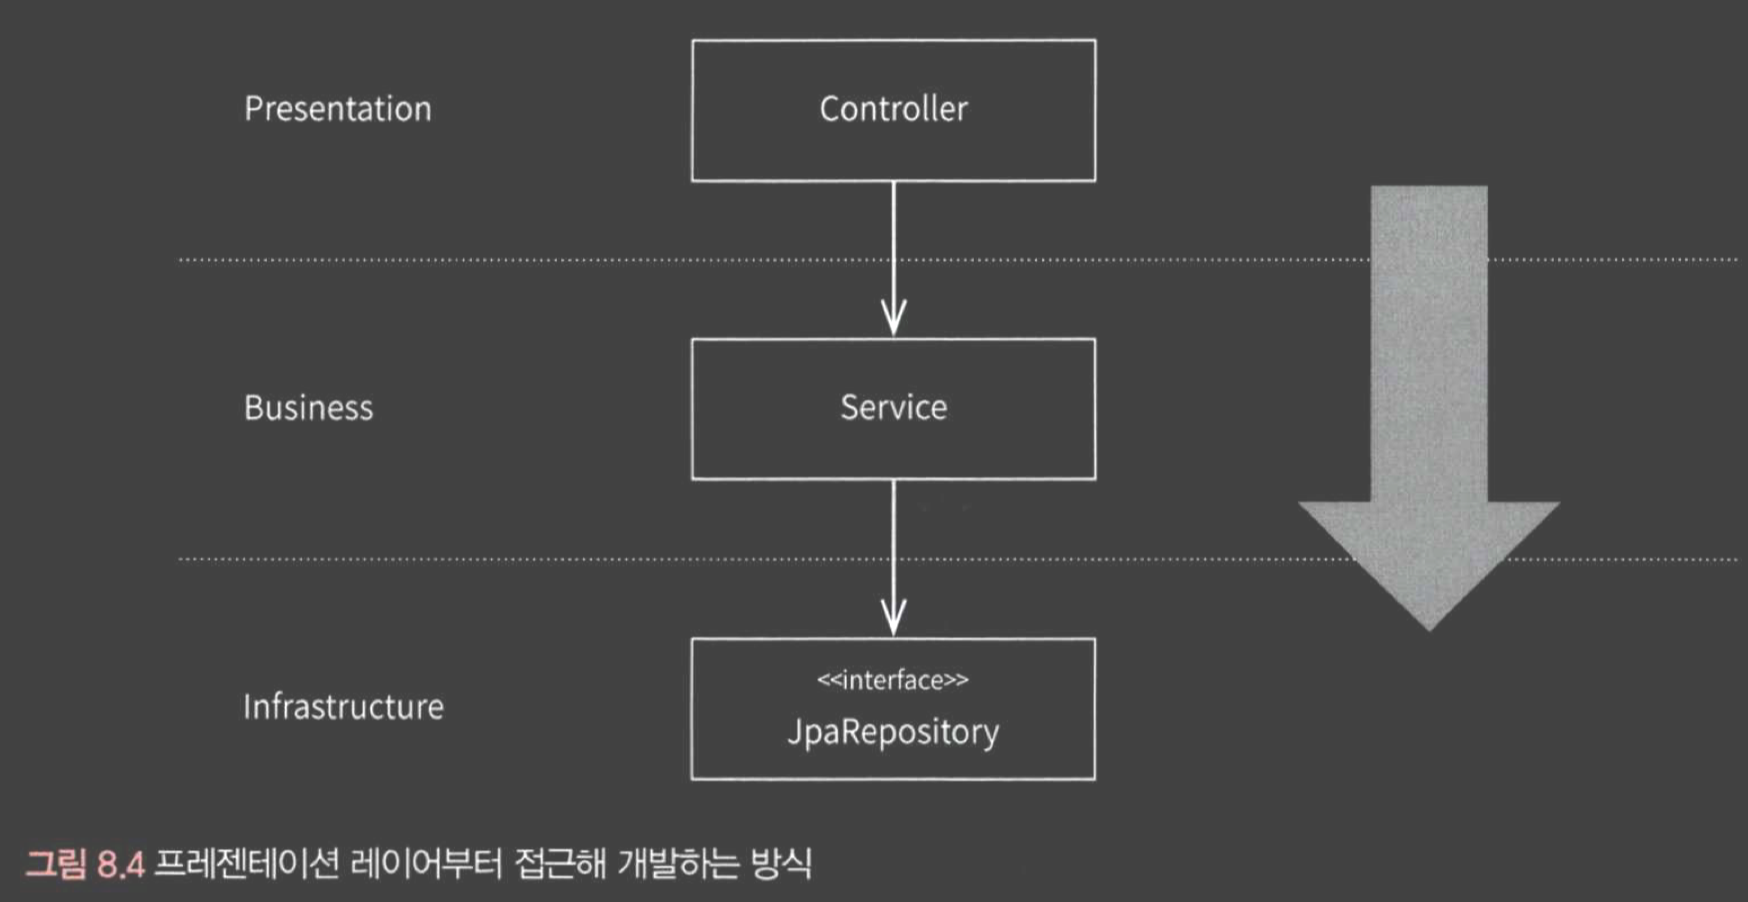 Presentation
Controller
Business
Service
Infrastructure
<<interface>>
JpaRepository
그림 8.4 프레젠테이션 레이어부터 접근해 개발하는 방식